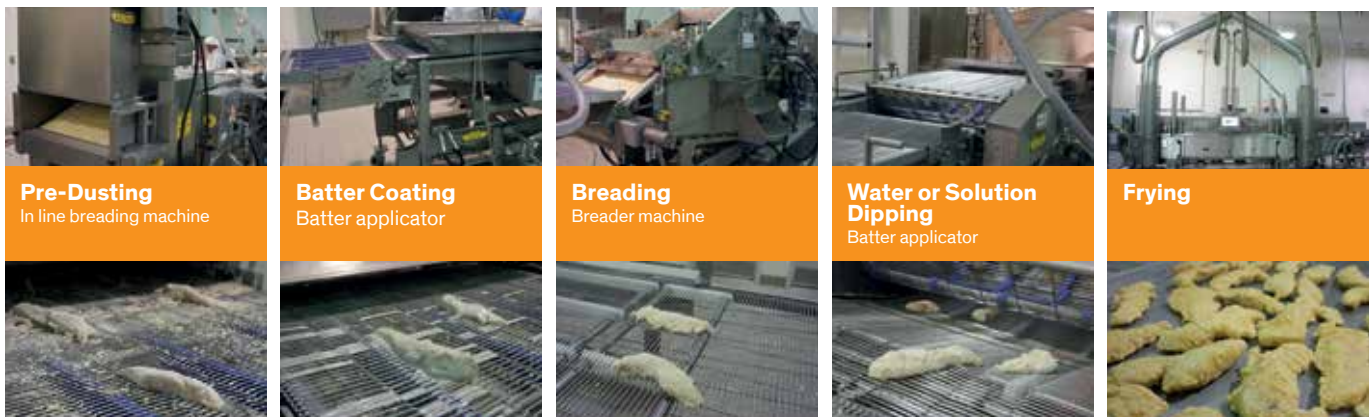 Pre-Dusting
In line breading machine
Batter Coating
Batter applicator
Breading
Breader machine
Water or Solution
Dipping
Batter applicator
Frying